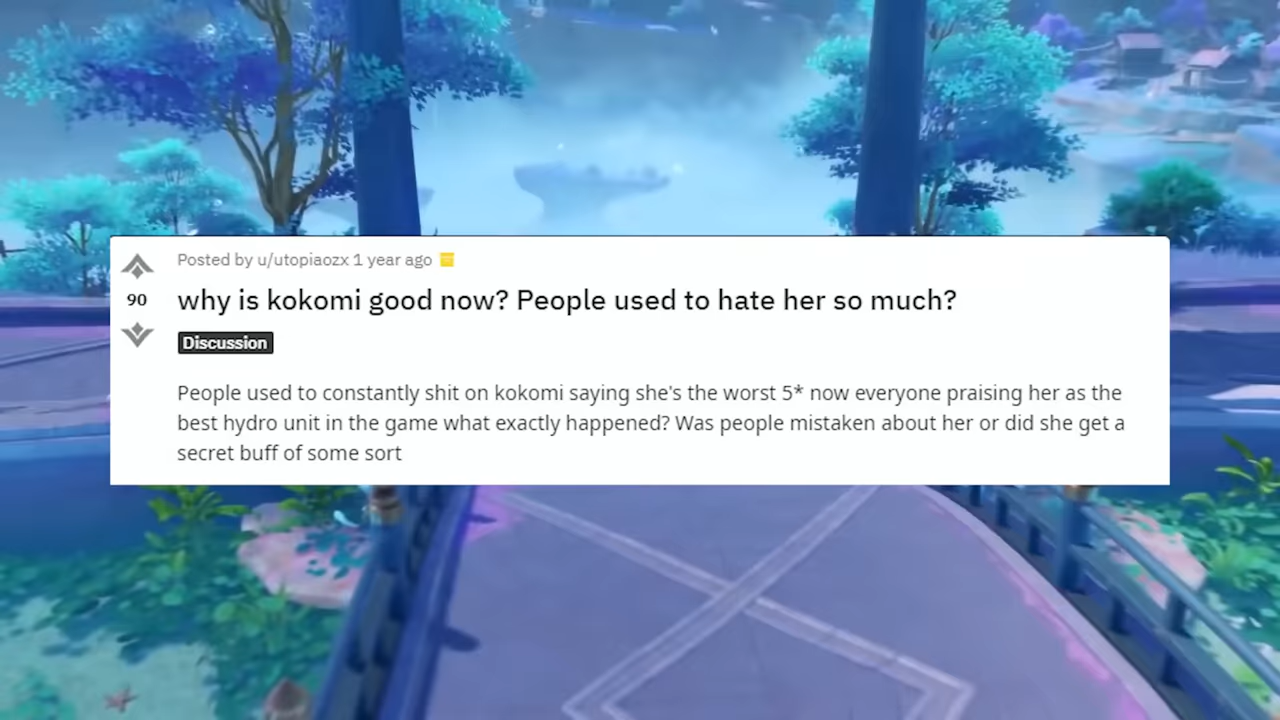 Posted by u/utopiaozx 1 year ago
90
why is kokomi good now? People used to hate her so much?
Discussion
People used to constantly shit on kokomi saying she's the worst 5* now everyone praising her as the
best hydro unit in the game what exactly happened? Was people mistaken about her or did she get a
secret buff of some sort